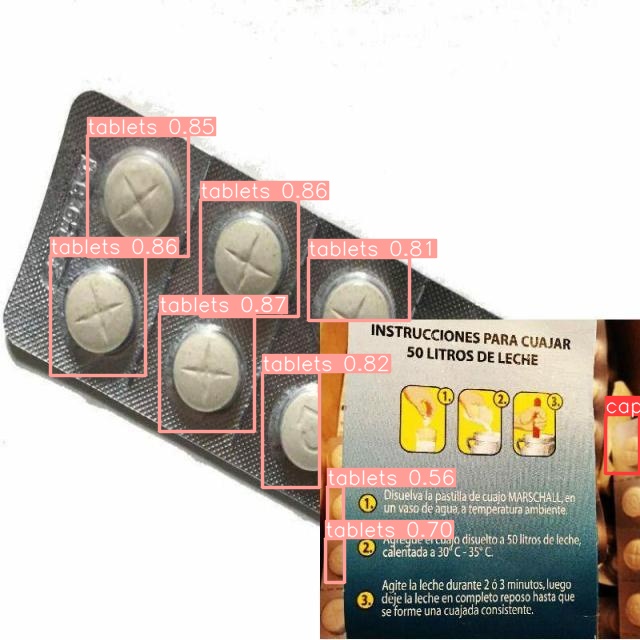 tablets 0.85
tablets 0.86
tablets 0.86
tablets 0.81
tablets 0.87
tablets 0.82
INSTRUCCIONES PARA CUAJAR
50 LITROS DE LECHE
1.
2.
3.
cap
tablets 0.56
1. Disuelva la pastilla de cuajo MARSCHALL, en
un vaso de agua, a temperatura ambiente.
tablets 0.70
2. Agregue el cuajo disuelto a 50 litros de leche,
calentada a 30° C - 35° C.
3. Agite la leche durante 2 ó 3 minutos, luego
deje la leche en completo reposo hasta que
se forme una cuajada consistente.